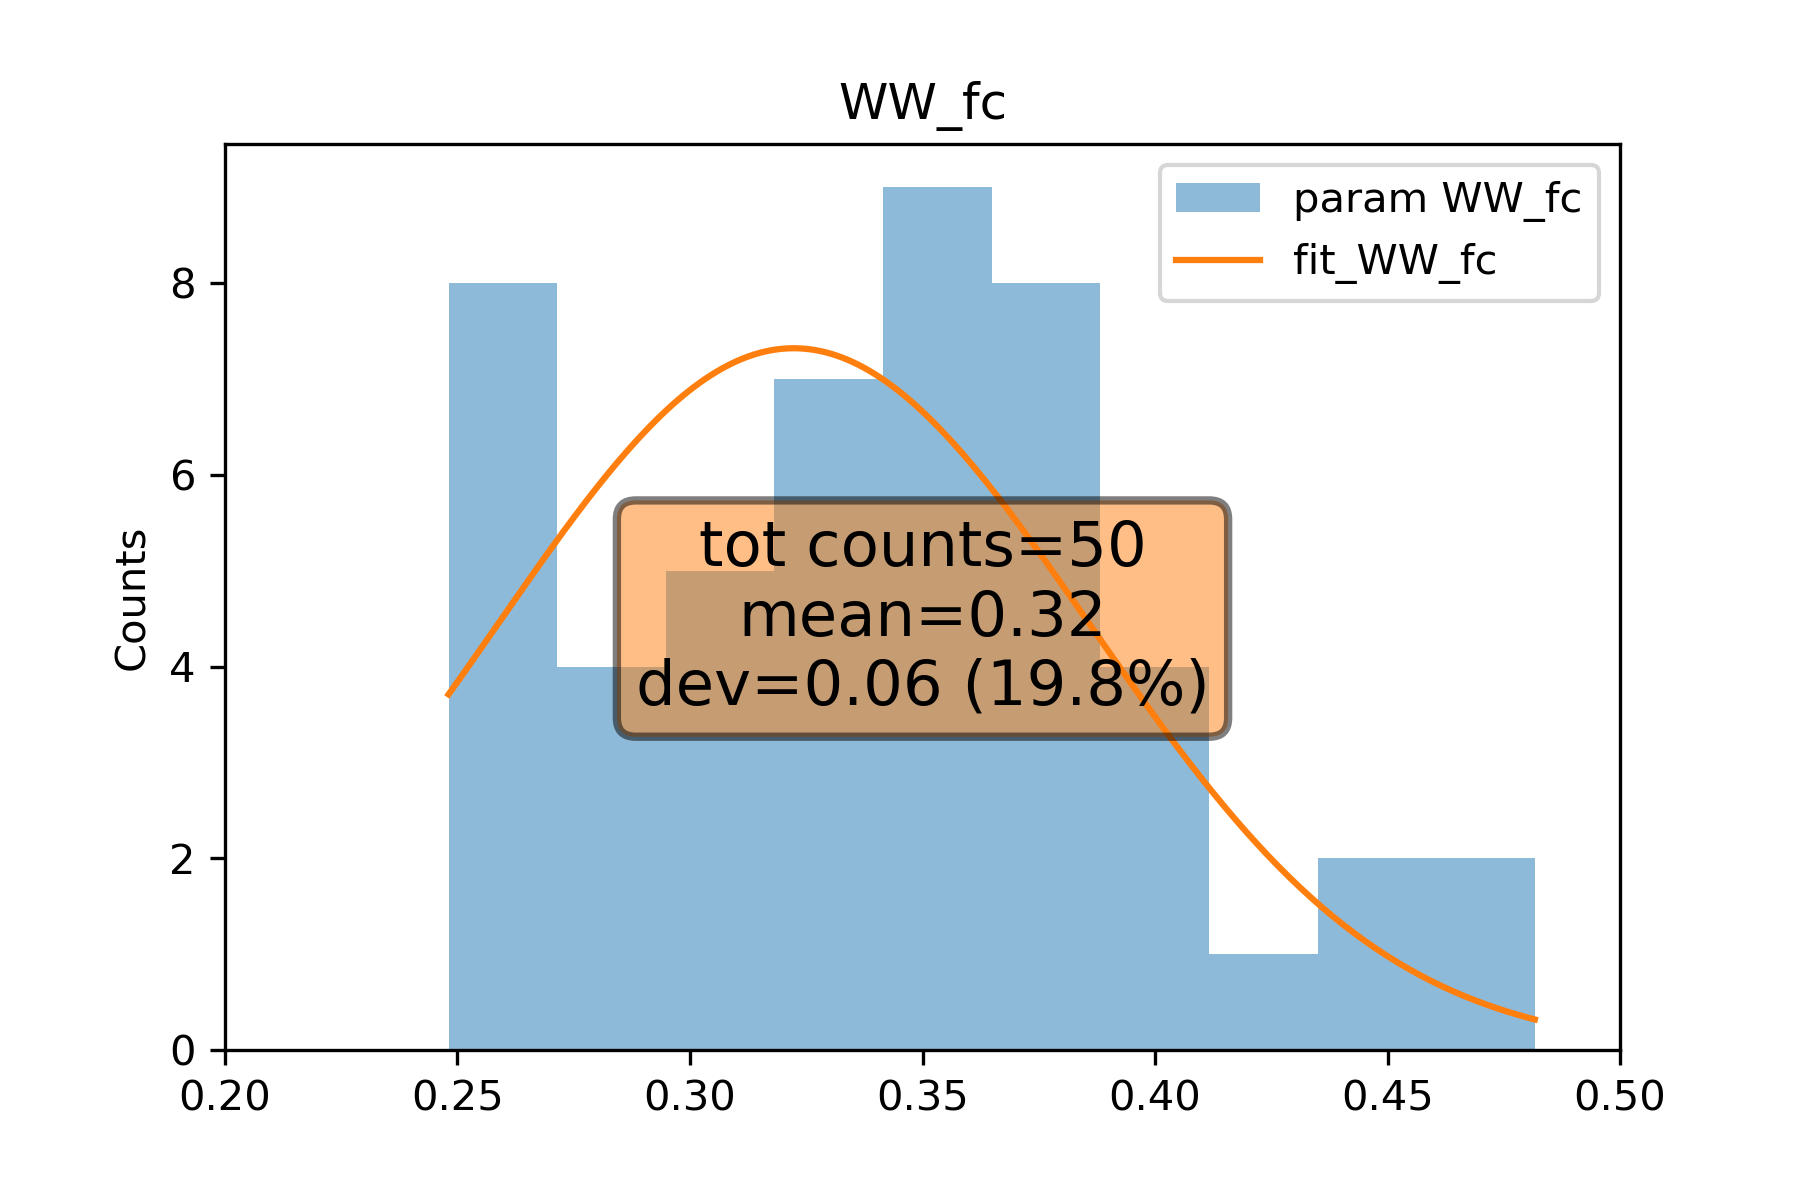 WW_fc
param WW_fc
fit_WW_fc
Counts
8
6
4
2
0
tot counts=50
mean=0.32
dev=0.06 (19.8%)
0.20 0.25 0.30 0.35 0.40 0.45 0.50